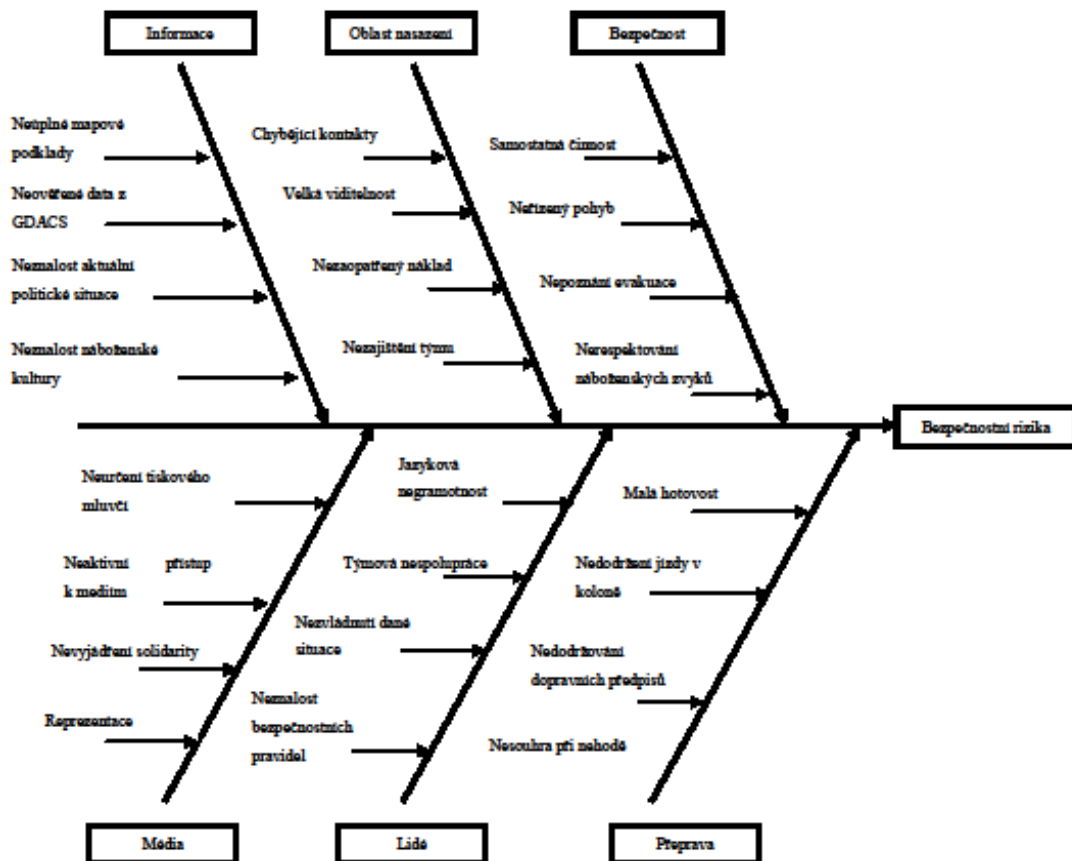 Informace
Oblast nasazení
Bezpečnost
Neúplné mapové
podklady
Neověřené data z
GDACS
Neznalost aktuální
politické situace
Neznalost náboženské
kultury
Chybějící kontakty
Velká viditelnost
Nezaopatřený náklad
Nezajištění týmu
Samostatná činnost
Neřízený pohyb
Nepoznání evakuace
Nerespektování
náboženských zvyků
Bezpečnostní rizika
Neurčení tiskového
mluvčí
Neaktivní přístup
k mediím
Nevyjádření solidarity
Reprezentace
Jazyková
negramotnost
Týmová nespolupráce
Nezvládnutí dané
situace
Neznalost
bezpečnostních
pravidel
Malá hotovost
Nedodržení jízdy v
koloně
Nedodržování
dopravních předpisů
Nesouhra při nehodě
Média
Lidé
Přeprava